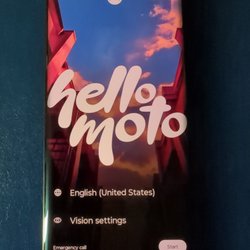 hello
moto
English (United States)
Vision settings
Emergency call
Start